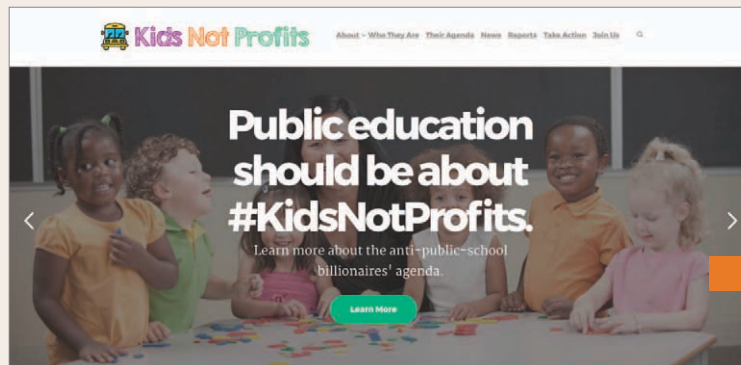 Kids Not Profits
About - Who They Are Their Agenda News Reports Take Action Join Us
Public education
should be about
#KidsNotProfits.
Learn more about the anti-public-school
billionaires' agenda.
Learn More